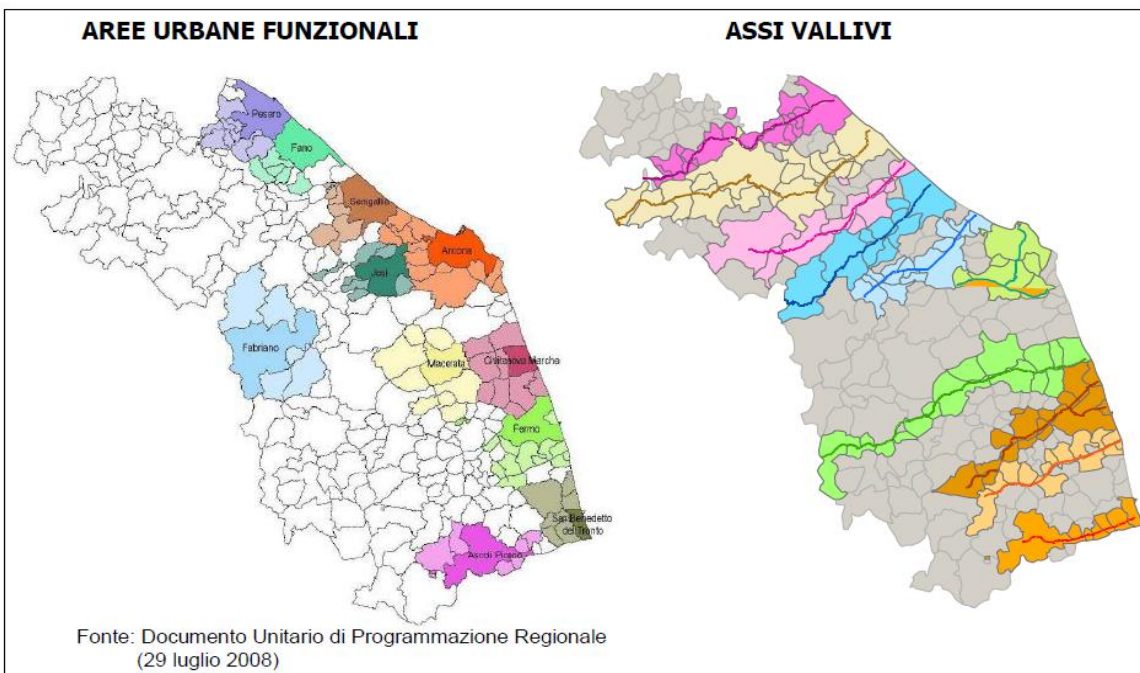 AREE URBANE FUNZIONALI
ASSI VALLIVI
Pesaro
Fano
Senigallia
Ancona
Jesi
Fabriano
Macerata
Civitanova Marche
Fermo
San Benedetto
del Tronto
Ascoli Piceno
Fonte: Documento Unitario di Programmazione Regionale
(29 luglio 2008)